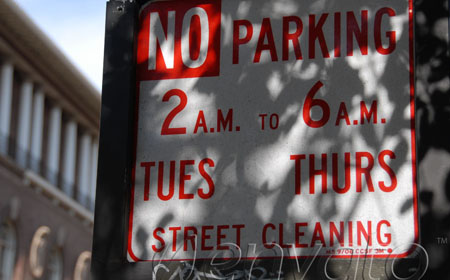 NO PARKING
2 A.M. TO 6 A.M.
TUES THURS
STREET CLEANING